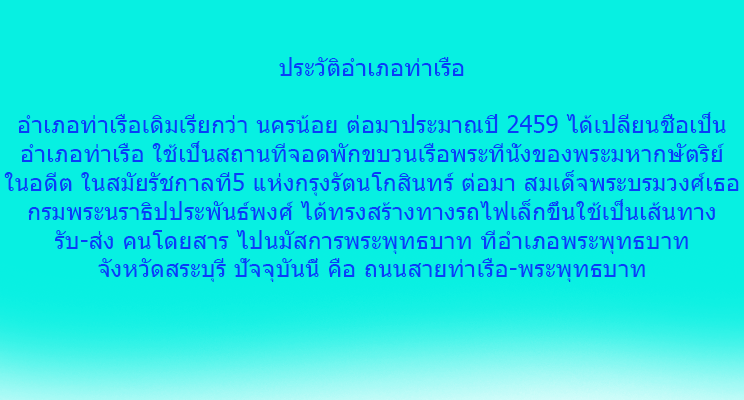 ประวัติอำเภอท่าเรือ
อำเภอท่าเรือเดิมเรียกว่า นครน้อย ต่อมาประมาณปี 2459 ได้เปลี่ยนชื่อเป็น
อำเภอท่าเรือ ใช้เป็นสถานที่จอดพักขบวนเรือพระที่นั่งของพระมหากษัตริย์
ในอดีต ในสมัยรัชกาลที่5 แห่งกรุงรัตนโกสินทร์ ต่อมา สมเด็จพระบรมวงศ์เธอ
กรมพระนราธิปประพันธ์พงศ์ ได้ทรงสร้างทางรถไฟเล็กขึ้นใช้เป็นเส้นทาง
รับ-ส่ง คนโดยสาร ไปนมัสการพระพุทธบาท ที่อำเภอพระพุทธบาท
จังหวัดสระบุรี ปัจจุบันนี้ คือ ถนนสายท่าเรือ-พระพุทธบาท